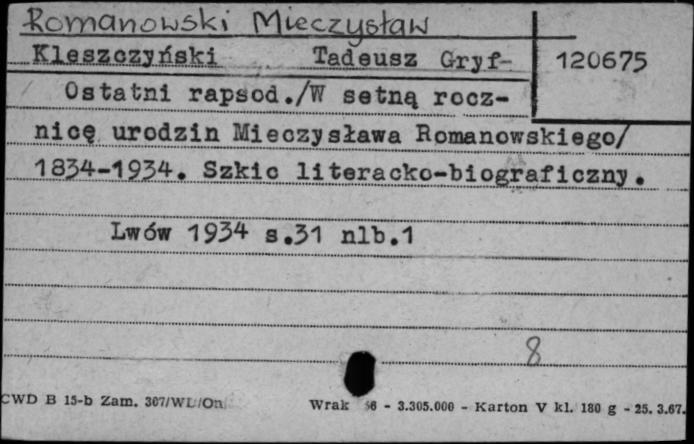 Romanowski Mieczysław
Kleszczyński Tadeusz Gryf-
120675
Ostatni rapsod./W setną rocz-
nicę urodzin Mieczysława Romanowskiego/
1834-1934. Szkic literacko-biograficzny.
Lwów 1934 s.31 nlb.1
8
CWD B 15-b Zam. 307/WD/On
Wrak 56 - 3.305.000 - Karton V kl. 180 g - 25. 3.67.